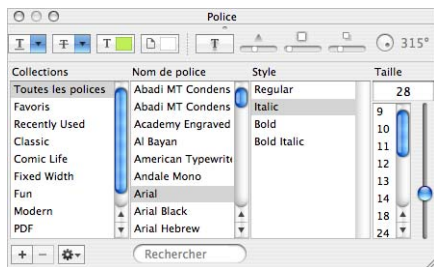 Police
T T T D T 315°
Collections Nom de police Style Taille
Toutes les polices Abadi MT Condens Regular 28
Favoris Abadi MT Condens Italic 9
Recently Used Academy Engraved Bold 10
Classic Al Bayan Bold Italic 11
Comic Life American Typewrite 12
Fixed Width Andale Mono 13
Fun Arial 14
Modern Arial Black 18
PDF Arial Hebrew 24
Rechercher